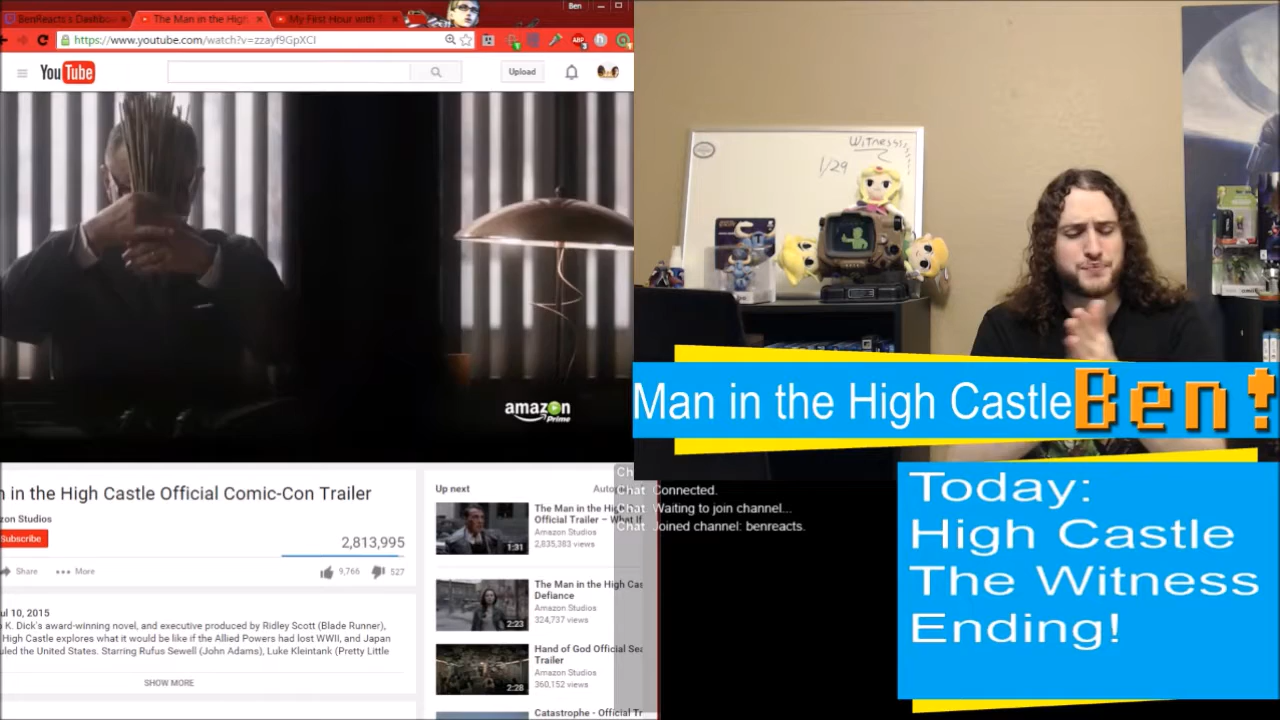 BenReacts's Dashbo
The Man in the High
My First Hour with
Ben
https://www.youtube.com/watch?v=zzayf9GpXCI
YouTube
Upload
amazon
Prime
n in the High Castle Official Comic-Con Trailer
zon Studios
Subscribe
2,813,995
Share
More
9,766
527
ul 10, 2015
K. Dick's award-winning novel, and executive produced by Ridley Scott (Blade Runner),
High Castle explores what it would be like if the Allied Powers had lost WWII, and Japan
uled the United States. Starring Rufus Sewell (John Adams), Luke Kleintank (Pretty Little
SHOW MORE
Up next
Auto
The Man in the High Cas
Official Trailer – What If
Amazon Studios
2,835,383 views
1:31
The Man in the High Cas
Defiance
Amazon Studios
324,737 views
2:23
Hand of God Official Sea
Trailer
Amazon Studios
360,152 views
2:28
Catastrophe - Official Tr
WITNESS
1/29
Man in the High Castle
Ben!
Ch
Chat Connected.
Chat Waiting to join channel...
Chat Joined channel: benreacts.
Today:
High Castle
The Witness
Ending!